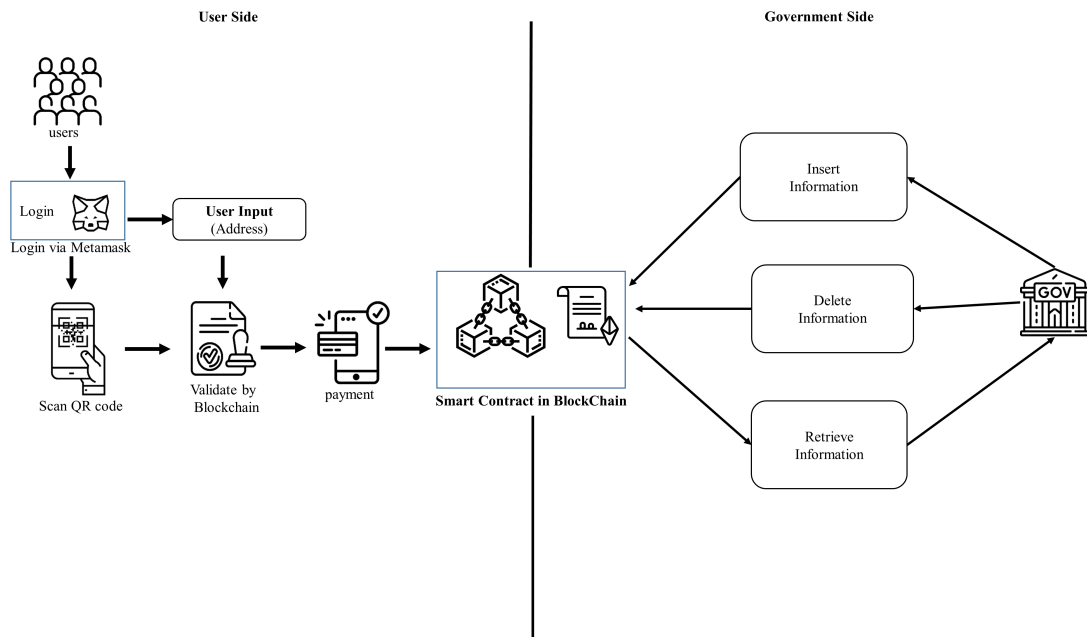 User Side
Government Side
users
Login
Login via Metamask
User Input
(Address)
Scan QR code
Validate by
Blockchain
payment
Smart Contract in BlockChain
Insert
Information
Delete
Information
Retrieve
Information
GOV